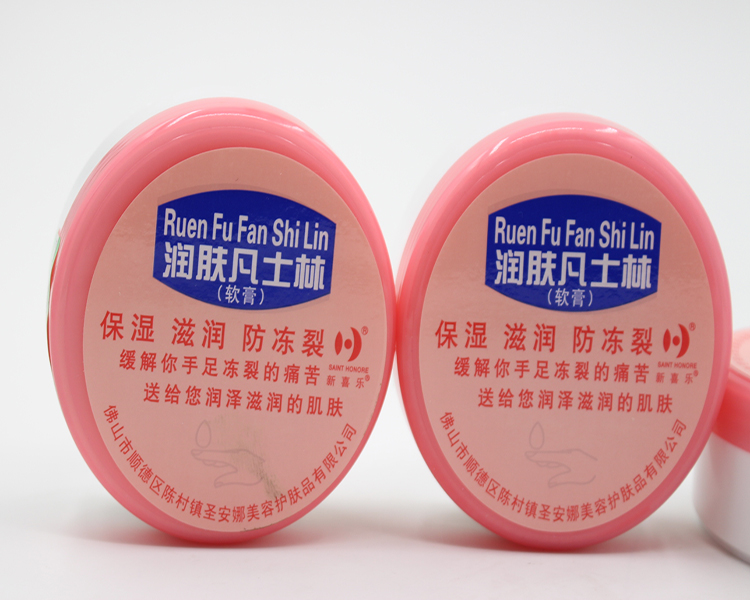 Ruen Fu Fan Shi Lin
润肤凡士林
(软膏)
保湿 滋润 防冻裂
®
SAINT HONORE
新喜乐®
缓解你手足冻裂的痛苦
送给您润泽滋润的肌肤
佛山市顺德区陈村镇圣安娜美容护肤品有限公司
Ruen Fu Fan Shi Lin
润肤凡士林
(软膏)
保湿 滋润 防冻裂
®
SAINT HONORE
新喜乐®
缓解你手足冻裂的痛苦
送给您润泽滋润的肌肤
佛山市顺德区陈村镇圣安娜美容护肤品有限公司